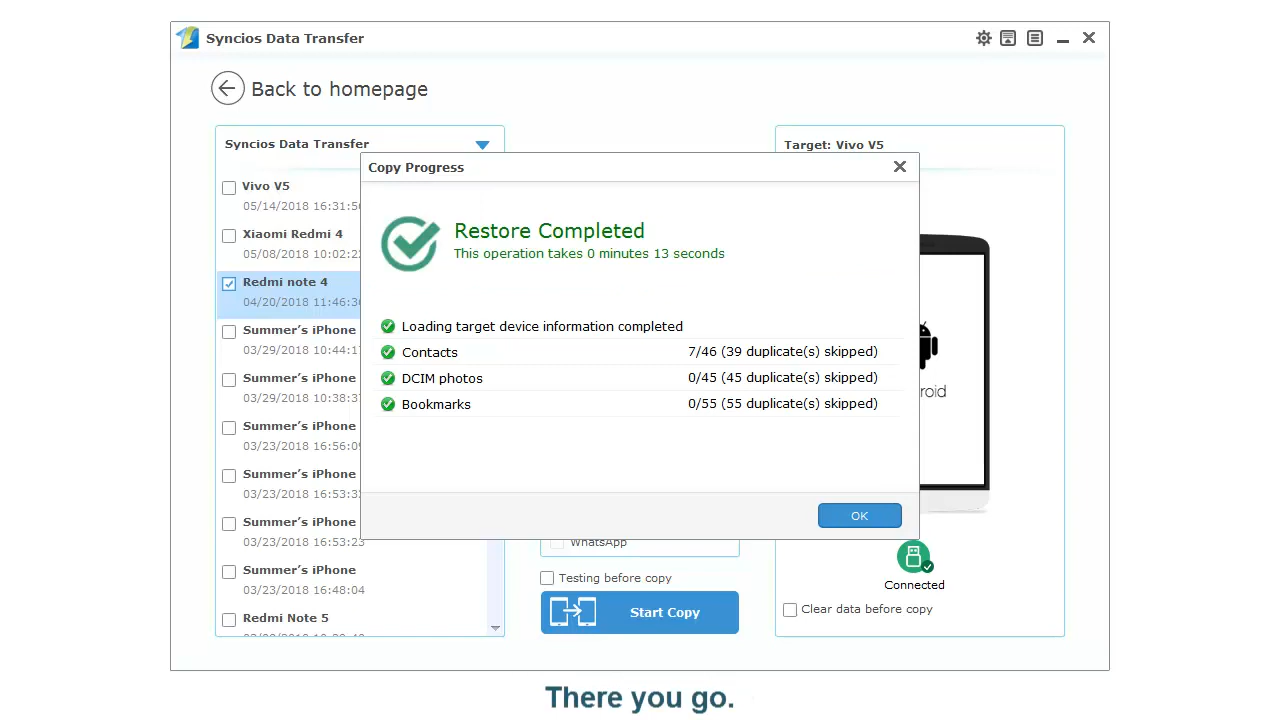 Syncios Data Transfer
Back to homepage
Syncios Data Transfer
Vivo V5
05/14/2018 16:31:5
Xiaomi Redmi 4
05/08/2018 10:02:2
Redmi note 4
04/20/2018 11:46:3
Summer's iPhone
03/29/2018 10:44:1
Summer's iPhone
03/29/2018 10:38:3
Summer's iPhone
03/23/2018 16:56:0
Summer's iPhone
03/23/2018 16:53:3
Summer's iPhone
03/23/2018 16:53:23
Summer's iPhone
03/23/2018 16:48:04
Redmi Note 5
Copy Progress
Restore Completed
This operation takes 0 minutes 13 seconds
Loading target device information completed
Contacts 7/46 (39 duplicate(s) skipped)
DCIM photos 0/45 (45 duplicate(s) skipped)
Bookmarks 0/55 (55 duplicate(s) skipped)
OK
WhatsApp
Testing before copy
Start Copy
Target: Vivo V5
roid
Connected
Clear data before copy
There you go.